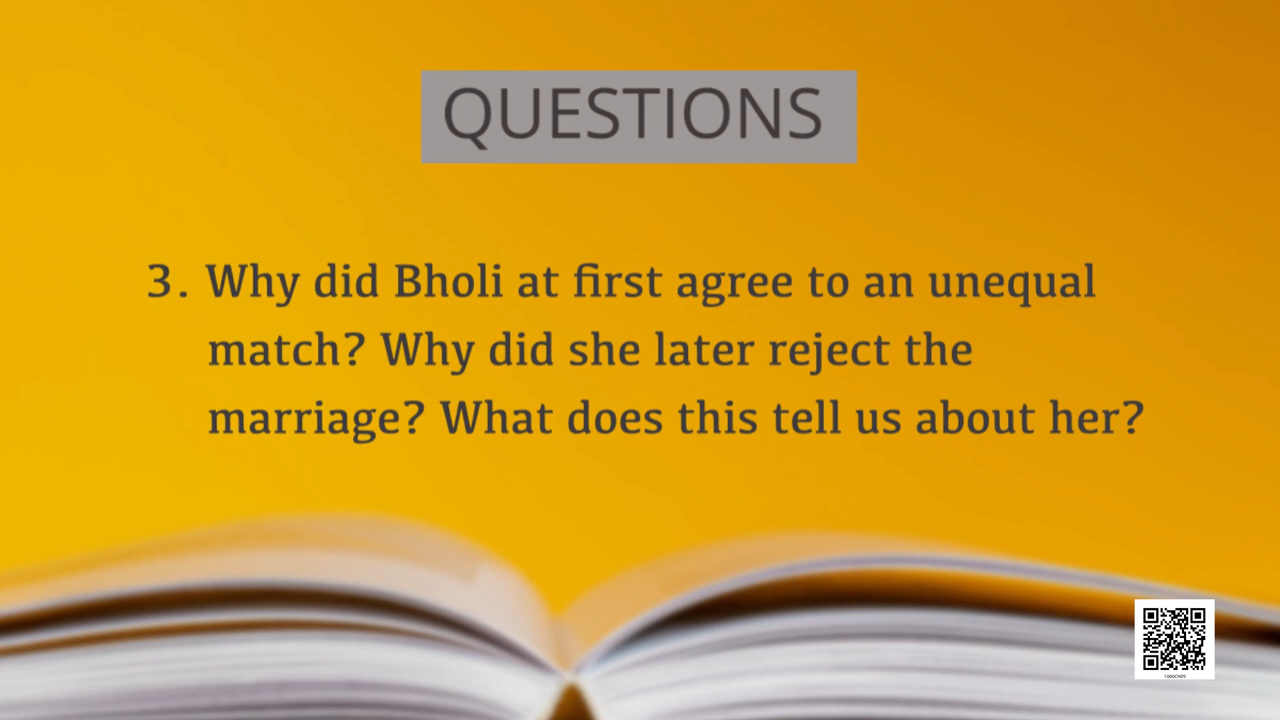 QUESTIONS
3. Why did Bholi at first agree to an unequal
match? Why did she later reject the
marriage? What does this tell us about her?